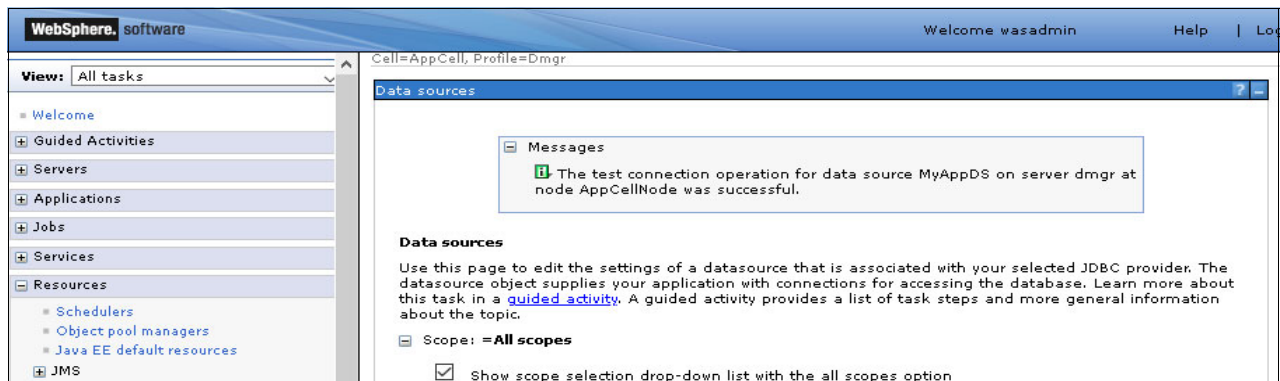 WebSphere. software
Welcome wasadmin Help | Log
View: All tasks
Welcome
Guided Activities
Servers
Applications
Jobs
Services
Resources
Schedulers
Object pool managers
Java EE default resources
JMS
Cell=AppCell, Profile=Dmgr
Data sources ?
Messages
The test connection operation for data source MyAppDS on server dmgr at
node AppCellNode was successful.
Data sources
Use this page to edit the settings of a datasource that is associated with your selected JDBC provider. The
datasource object supplies your application with connections for accessing the database. Learn more about
this task in a guided activity. A guided activity provides a list of task steps and more general information
about the topic.
Scope: =All scopes
Show scope selection drop-down list with the all scopes option